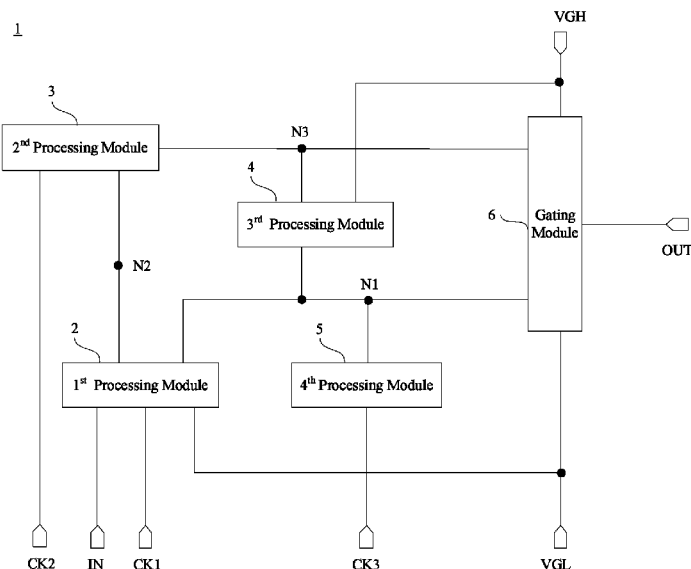 VGH
1
3
2nd Processing Module
N3
4
3rd Processing Module
6
Gating
Module
OUT
N2
N1
2
5
1st Processing Module
4th Processing Module
CK2
IN
CK1
CK3
VGL